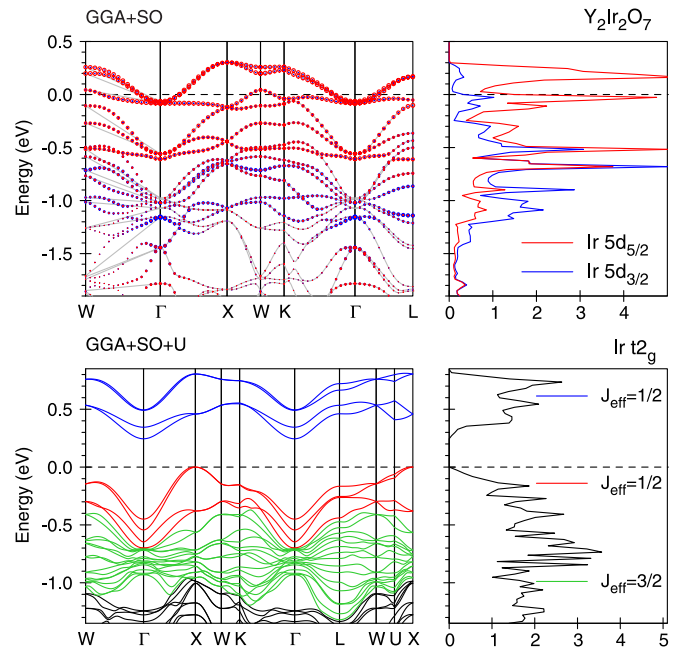 GGA+SO
Y2Ir2O7
0.5
0.0
-0.5
-1.0
-1.5
Energy (eV)
W Γ X W K Γ L
Ir 5d5/2
Ir 5d3/2
0 1 2 3 4
GGA+SO+U
Ir t2g
0.5
0.0
-0.5
-1.0
Energy (eV)
W Γ X W K Γ L W U X
Jeff=1/2
Jeff=1/2
Jeff=3/2
0 1 2 3 4 5